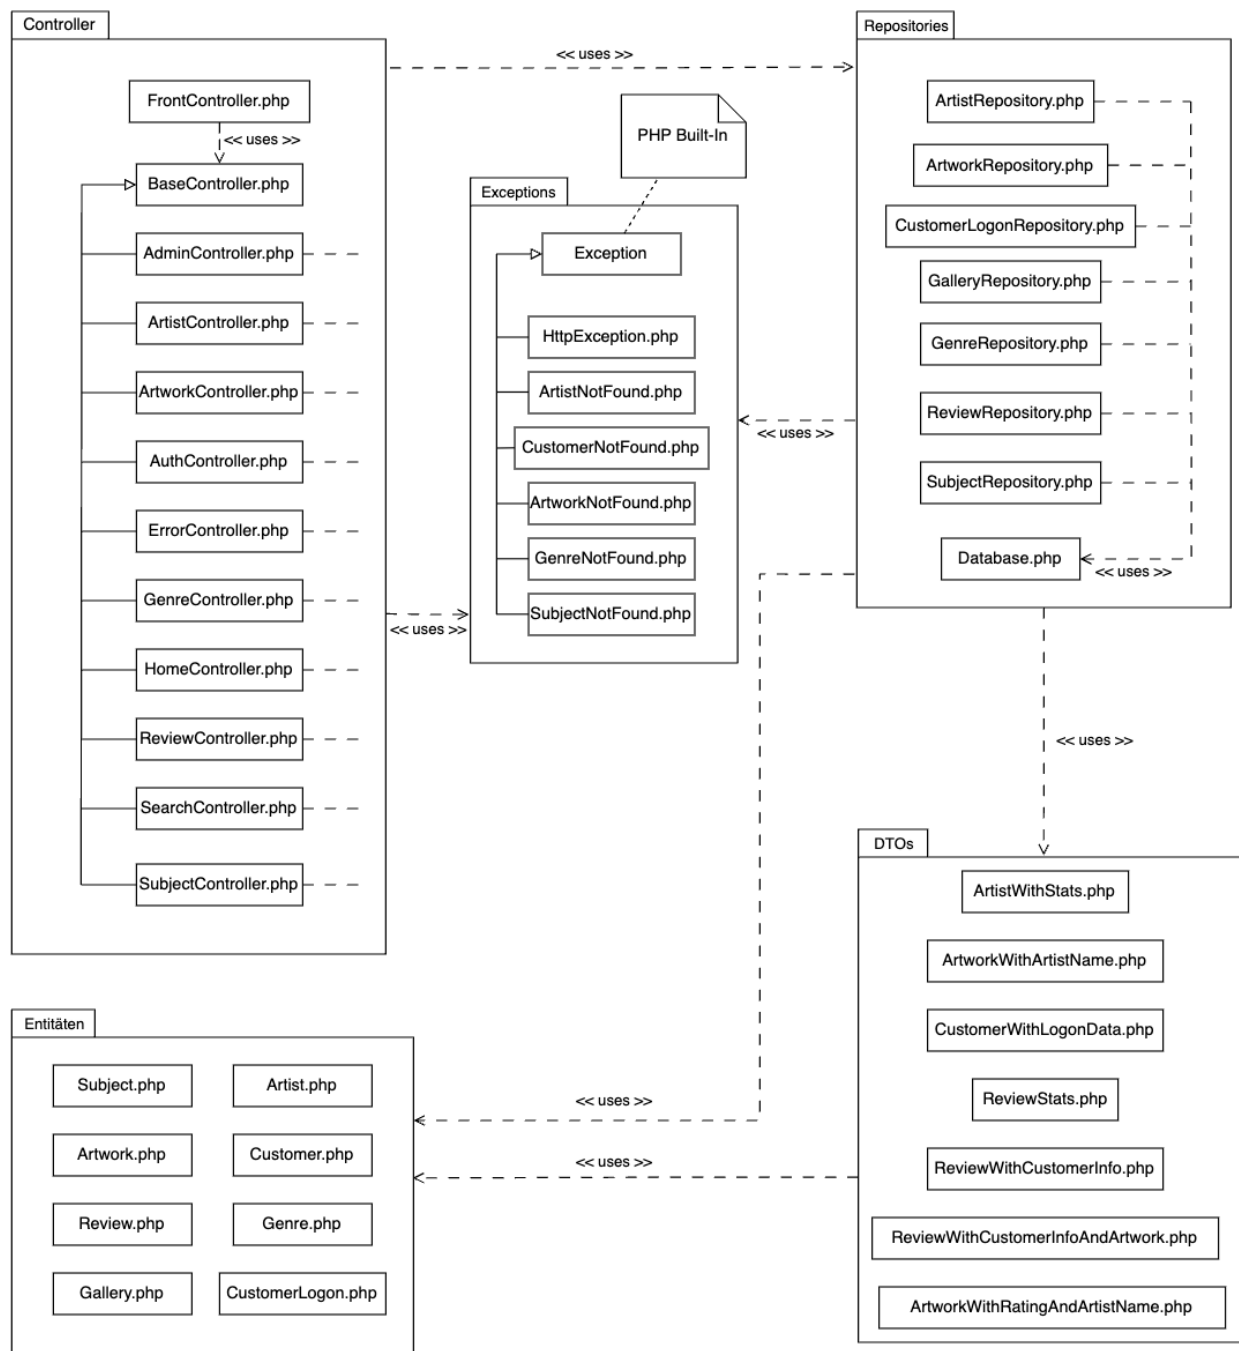 Controller
FrontController.php
<< uses >>
BaseController.php
AdminController.php
ArtistController.php
ArtworkController.php
AuthController.php
ErrorController.php
GenreController.php
HomeController.php
ReviewController.php
SearchController.php
SubjectController.php
<< uses >>
<< uses >>
PHP Built-In
Exceptions
Exception
HttpException.php
ArtistNotFound.php
CustomerNotFound.php
ArtworkNotFound.php
GenreNotFound.php
SubjectNotFound.php
<< uses >>
Repositories
ArtistRepository.php
ArtworkRepository.php
CustomerLogonRepository.php
GalleryRepository.php
GenreRepository.php
ReviewRepository.php
SubjectRepository.php
Database.php
<< uses >>
<< uses >>
DTOs
ArtistWithStats.php
ArtworkWithArtistName.php
CustomerWithLogonData.php
ReviewStats.php
ReviewWithCustomerInfo.php
ReviewWithCustomerInfoAndArtwork.php
ArtworkWithRatingAndArtistName.php
<< uses >>
<< uses >>
Entitäten
Subject.php
Artist.php
Artwork.php
Customer.php
Review.php
Genre.php
Gallery.php
CustomerLogon.php